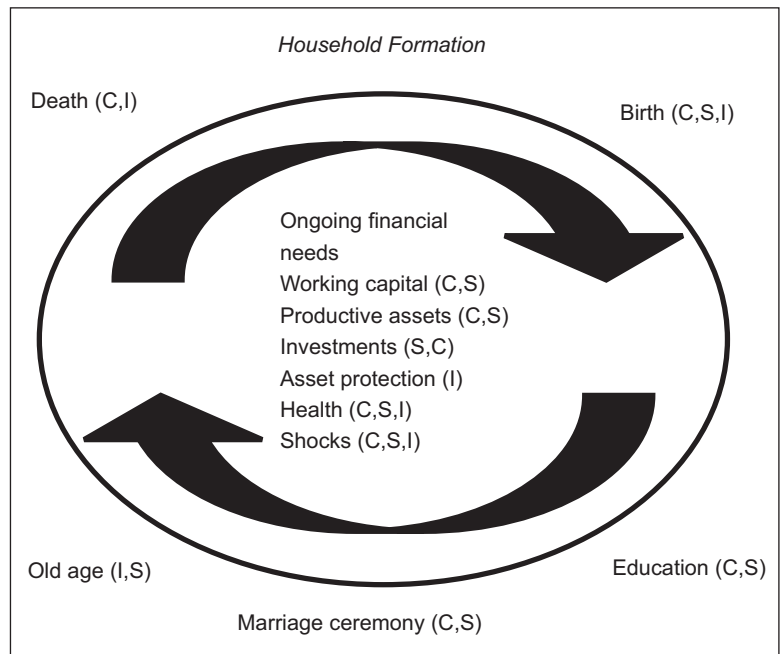 Household Formation
Death (C,I)
Birth (C,S,I)
Ongoing financial
needs
Working capital (C,S)
Productive assets (C,S)
Investments (S,C)
Asset protection (I)
Health (C,S,I)
Shocks (C,S,I)
Old age (I,S)
Education (C,S)
Marriage ceremony (C,S)